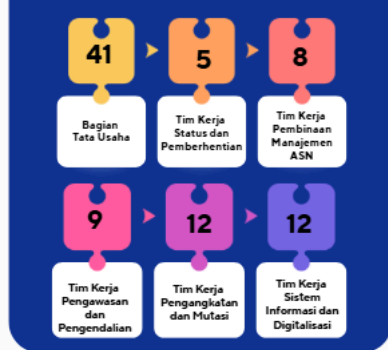 41
5
8
Bagian
Tata Usaha
Tim Kerja
Status dan
Pemberhentian
Tim Kerja
Pembinaan
Manajemen
ASN
9
12
12
Tim Kerja
Pengawasan
dan
Pengendalian
Tim Kerja
Pengangkatan
dan Mutasi
Tim Kerja
Sistem
Informasi dan
Digitalisasi